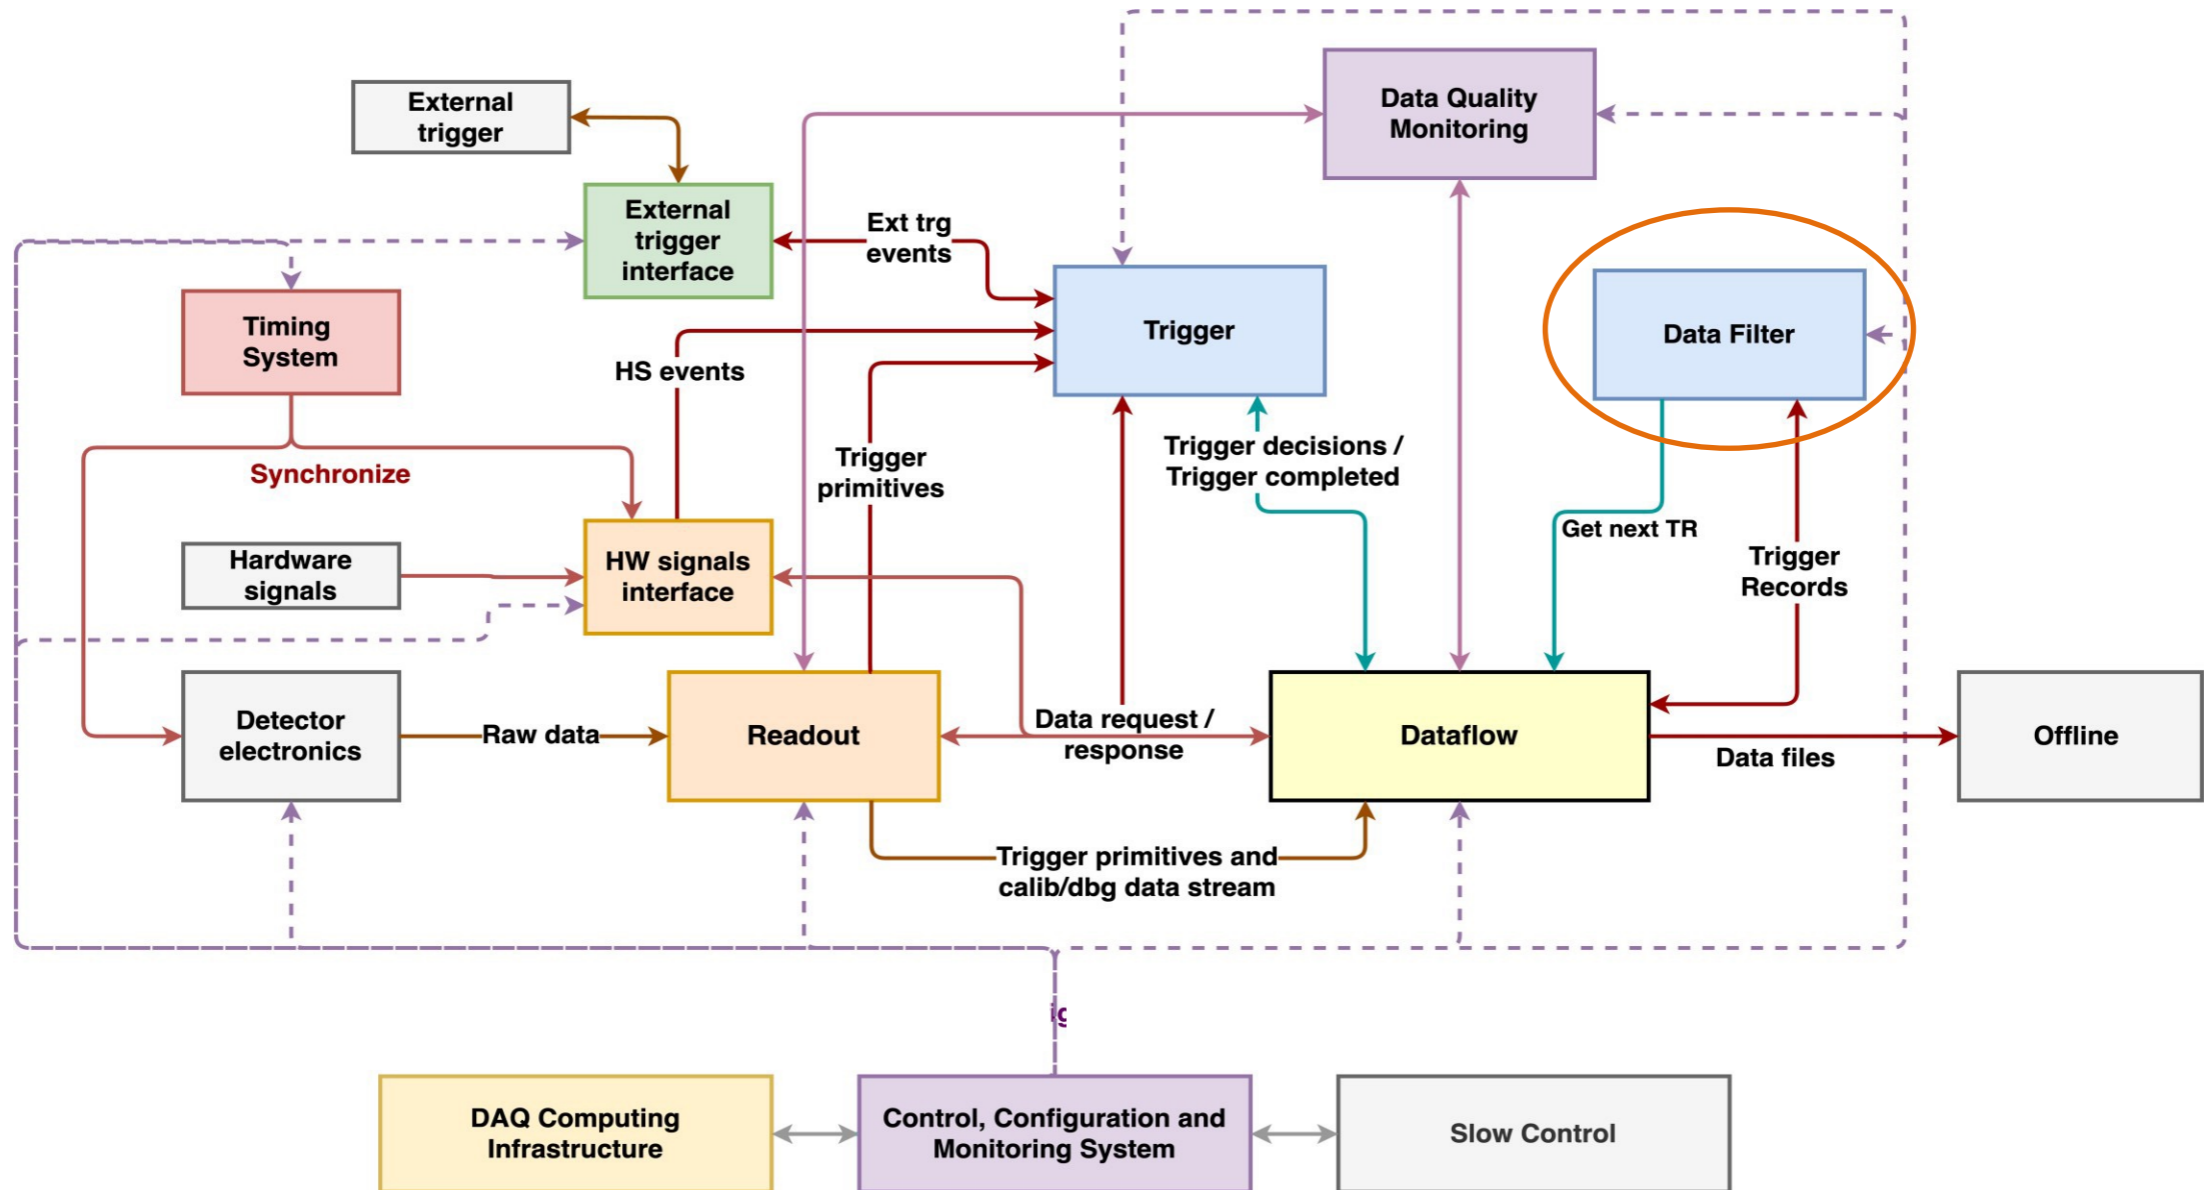 External
trigger
Data Quality
Monitoring
External
trigger
interface
Ext trg
events
Timing
System
Trigger
Data Filter
HS events
Synchronize
Trigger
primitives
Trigger decisions /
Trigger completed
Get next TR
Trigger
Records
Hardware
signals
HW signals
interface
Detector
electronics
Raw data
Readout
Data request /
response
Dataflow
Data files
Offline
Trigger primitives and
calib/dbg data stream
DAQ Computing
Infrastructure
Control, Configuration and
Monitoring System
Slow Control